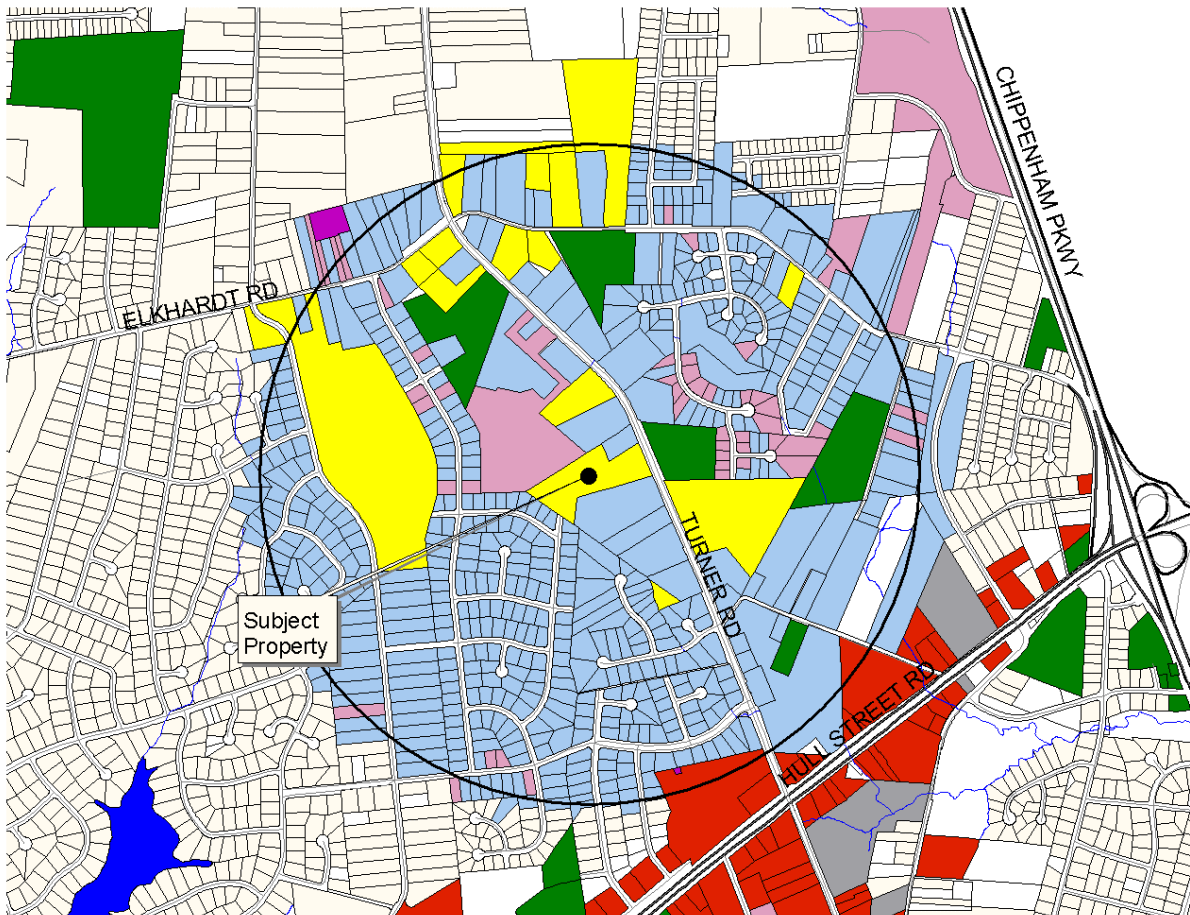 CHIPPENHAM PKWY
ELKHARDT RD
TURNER RD
Subject
Property
HULL STREET RD